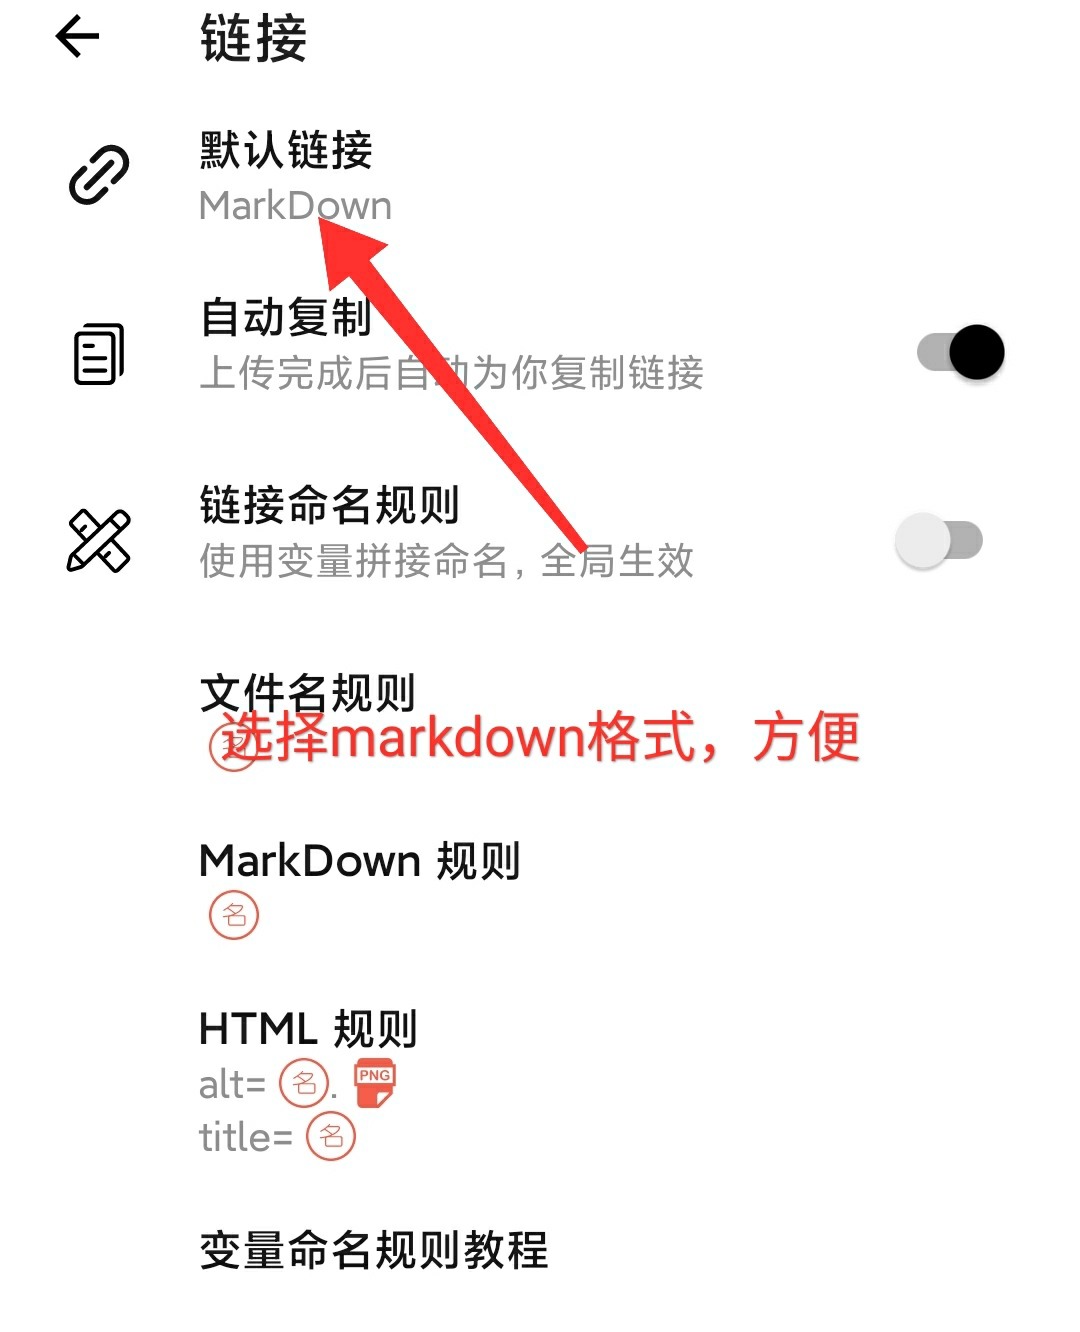 链接
默认链接
MarkDown
自动复制
上传完成后自动为你复制链接
链接命名规则
使用变量拼接命名，全局生效
文件名规则
名
选择markdown格式，方便
MarkDown 规则
名
HTML 规则
alt= 名. PNG
title= 名
变量命名规则教程